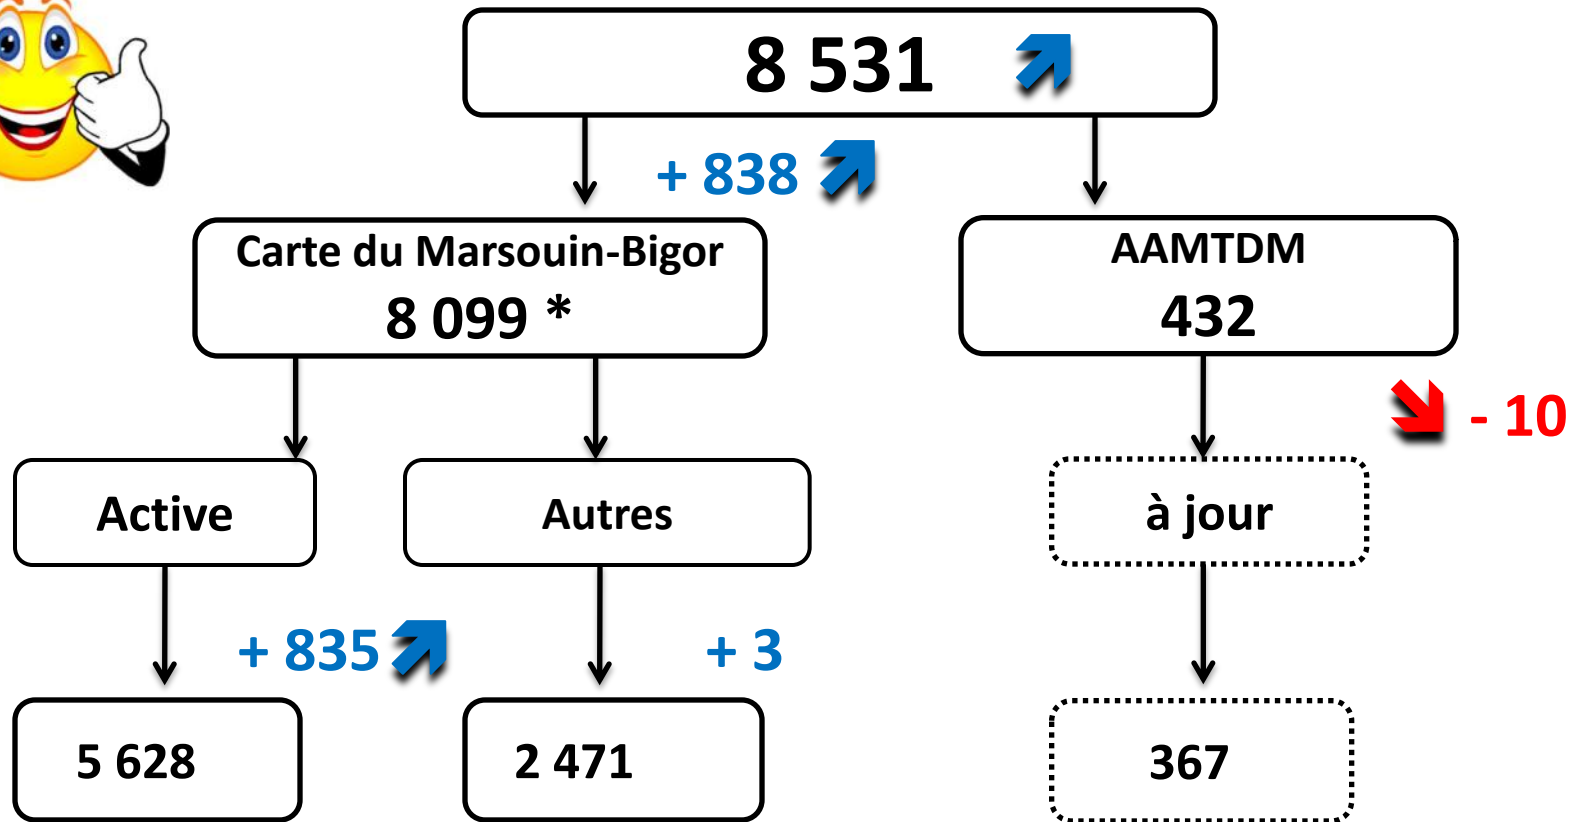 8 531
+ 838
Carte du Marsouin-Bigor
8 099 *
AAMTDM
432
- 10
Active
Autres
à jour
+ 835
+ 3
5 628
2 471
367